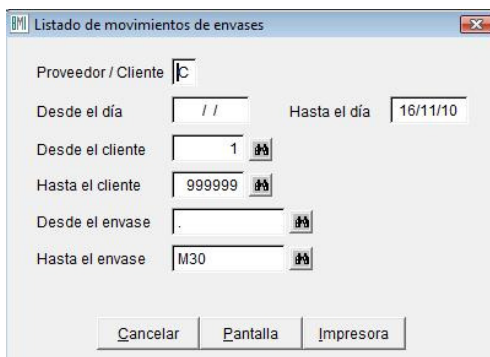 BMI Listado de movimientos de envases
Proveedor / Cliente C
Desde el día / / Hasta el día 16/11/10
Desde el cliente 1
Hasta el cliente 999999
Desde el envase .
Hasta el envase M30
Cancelar Pantalla Impresora